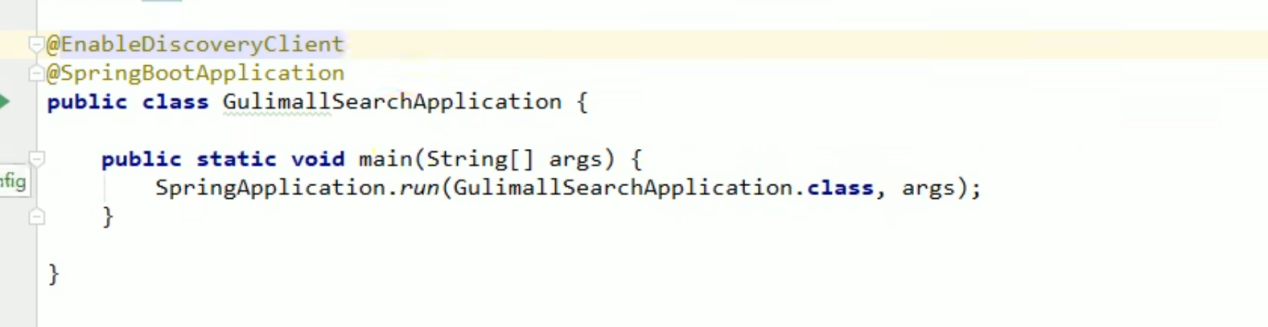 @EnableDiscoveryClient
@SpringBootApplication
public class GulimallSearchApplication {
public static void main(String[] args) {
SpringApplication.run(GulimallSearchApplication.class, args);
}
}